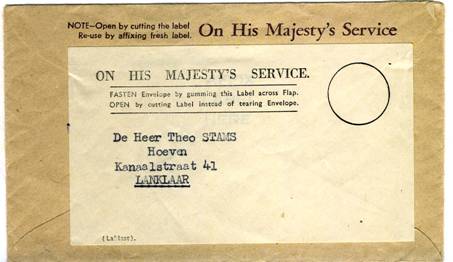 NOTE—Open by cutting the label
Re-use by affixing fresh label.
On His Majesty's Service
ON HIS MAJESTY'S SERVICE.
FASTEN Envelope by gumming this Label across Flap.
OPEN by cutting Label instead of tearing Envelope.
HERE
De Heer Theo STAMS
Hoeven
Kanaalstraat 41
LANKLAAR